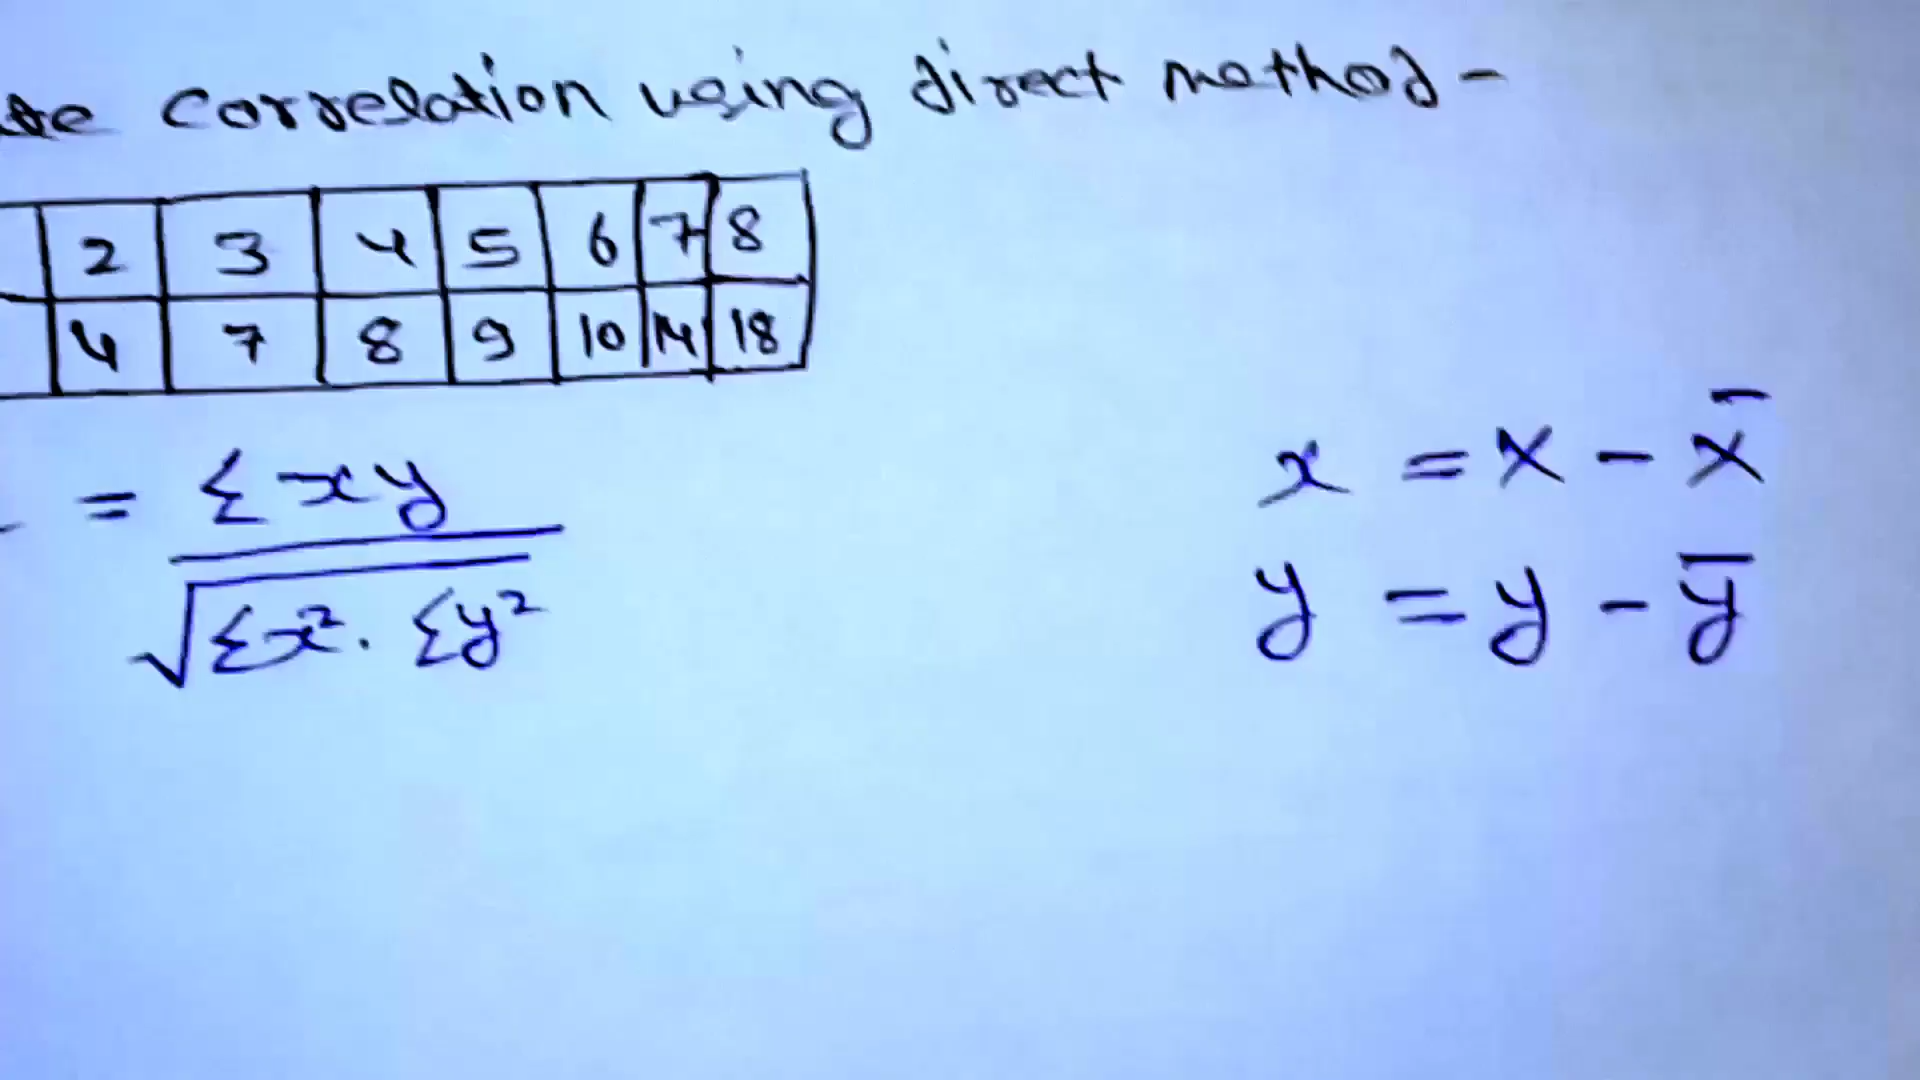 te correlation using direct method -
2 3 4 5 6 7 8
4 7 8 9 10 14 18
= Σxy
√Σx². Σy²
x = X - X̄
y = y - ȳ